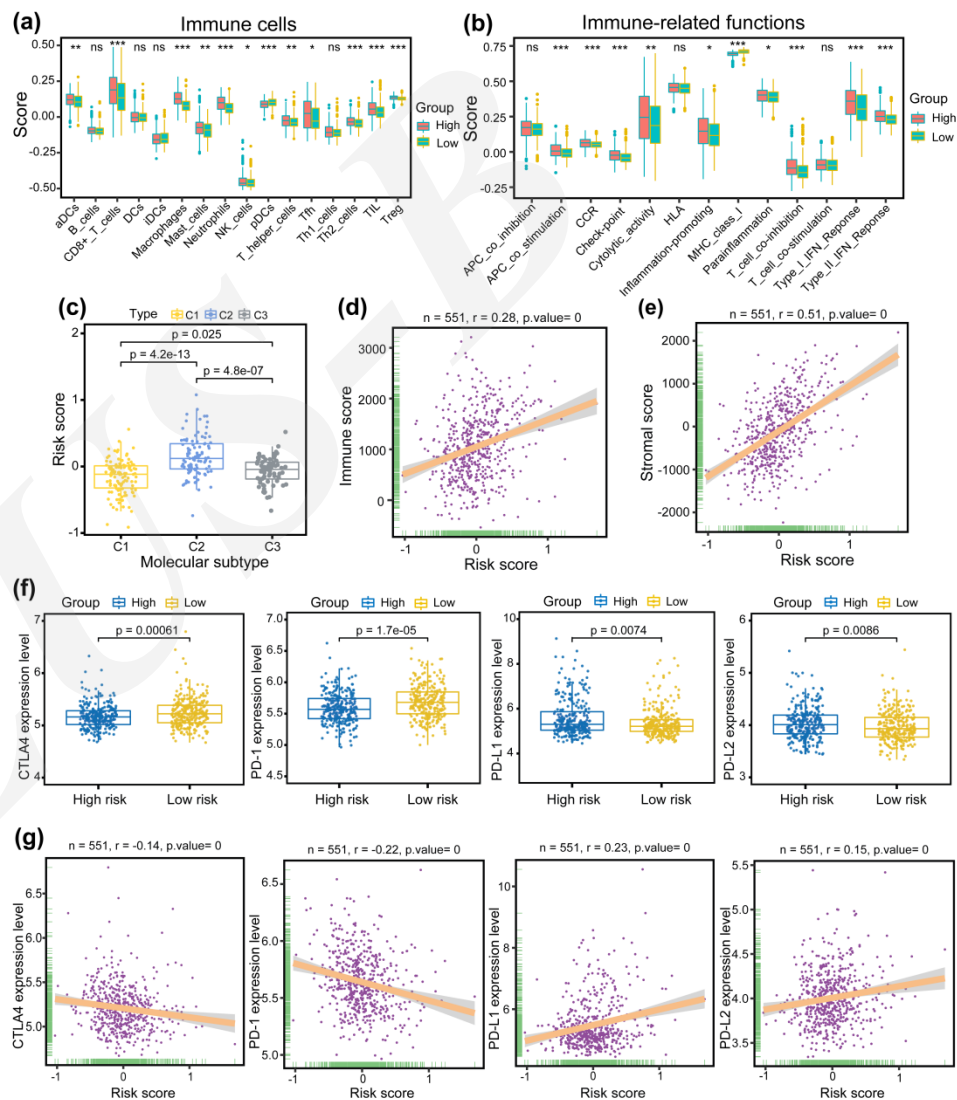 (a)
Immune cells
** ns *** ns ns *** ** *** * *** ** * ns ** *** ***
Score
0.50
0.25
0.00
-0.25
-0.50
Group
High
Low
aDCs
B_cells
CD8+_T_cells
DCs
iDCs
Macrophages
Mast_cells
Neutrophils
NK_cells
pDCs
T_helper_cells
Tfh
Th1_cells
Th2_cells
TIL
Treg
(b)
Immune-related functions
ns *** *** *** ** ns * *** * *** ns *** ***
Score
0.75
0.50
0.25
0.00
-0.25
Group
High
Low
APC_co_inhibition
APC_co_stimulation
CCR
Check-point
Cytolytic_activity
HLA
Inflammation-promoting
MHC_class_I
Parainflammation
T_cell_co-inhibition
T_cell_co-stimulation
Type_I_IFN_Reponse
Type_II_IFN_Reponse
(c)
Type C1 C2 C3
p = 0.025
p = 4.2e-13
p = 4.8e-07
Risk score
2
1
0
-1
C1 C2 C3
Molecular subtype
(d)
n = 551, r = 0.28, p.value= 0
Immune score
3000
2000
1000
0
-1 0 1
Risk score
(e)
n = 551, r = 0.51, p.value= 0
Stromal score
2000
1000
0
-1000
-2000
-1 0 1
Risk score
(f)
Group High Low
p = 0.00061
CTLA4 expression level
7
6
5
4
High risk Low risk
Group High Low
p = 1.7e-05
PD-1 expression level
7.0
6.5
6.0
5.5
5.0
4.5
High risk Low risk
Group High Low
p = 0.0074
PD-L1 expression level
10
8
6
4
High risk Low risk
Group High Low
p = 0.0086
PD-L2 expression level
6
5
4
3
High risk Low risk
(g)
n = 551, r = -0.14, p.value= 0
CTLA4 expression level
6.5
6.0
5.5
5.0
-1 0 1
Risk score
n = 551, r = -0.22, p.value= 0
PD-1 expression level
6.5
6.0
5.5
5.0
-1 0 1
Risk score
n = 551, r = 0.23, p.value= 0
PD-L1 expression level
10
8
6
-1 0 1
Risk score
n = 551, r = 0.15, p.value= 0
PD-L2 expression level
5.5
5.0
4.5
4.0
3.5
-1 0 1
Risk score